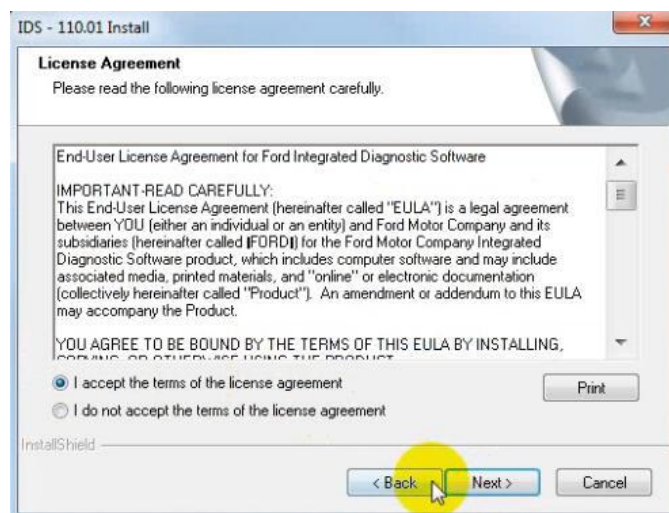 IDS - 110.01 Install
License Agreement
Please read the following license agreement carefully.
End-User License Agreement for Ford Integrated Diagnostic Software
IMPORTANT-READ CAREFULLY:
This End-User License Agreement (hereinafter called "EULA") is a legal agreement
between YOU (either an individual or an entity) and Ford Motor Company and its
subsidiaries (hereinafter called ‖FORD‖) for the Ford Motor Company Integrated
Diagnostic Software product, which includes computer software and may include
associated media, printed materials, and "online" or electronic documentation
(collectively hereinafter called "Product"). An amendment or addendum to this EULA
may accompany the Product.
YOU AGREE TO BE BOUND BY THE TERMS OF THIS EULA BY INSTALLING,
COPYING, OR OTHERWISE USING THE PRODUCT
I accept the terms of the license agreement
Print
I do not accept the terms of the license agreement
InstallShield
< Back
Next >
Cancel